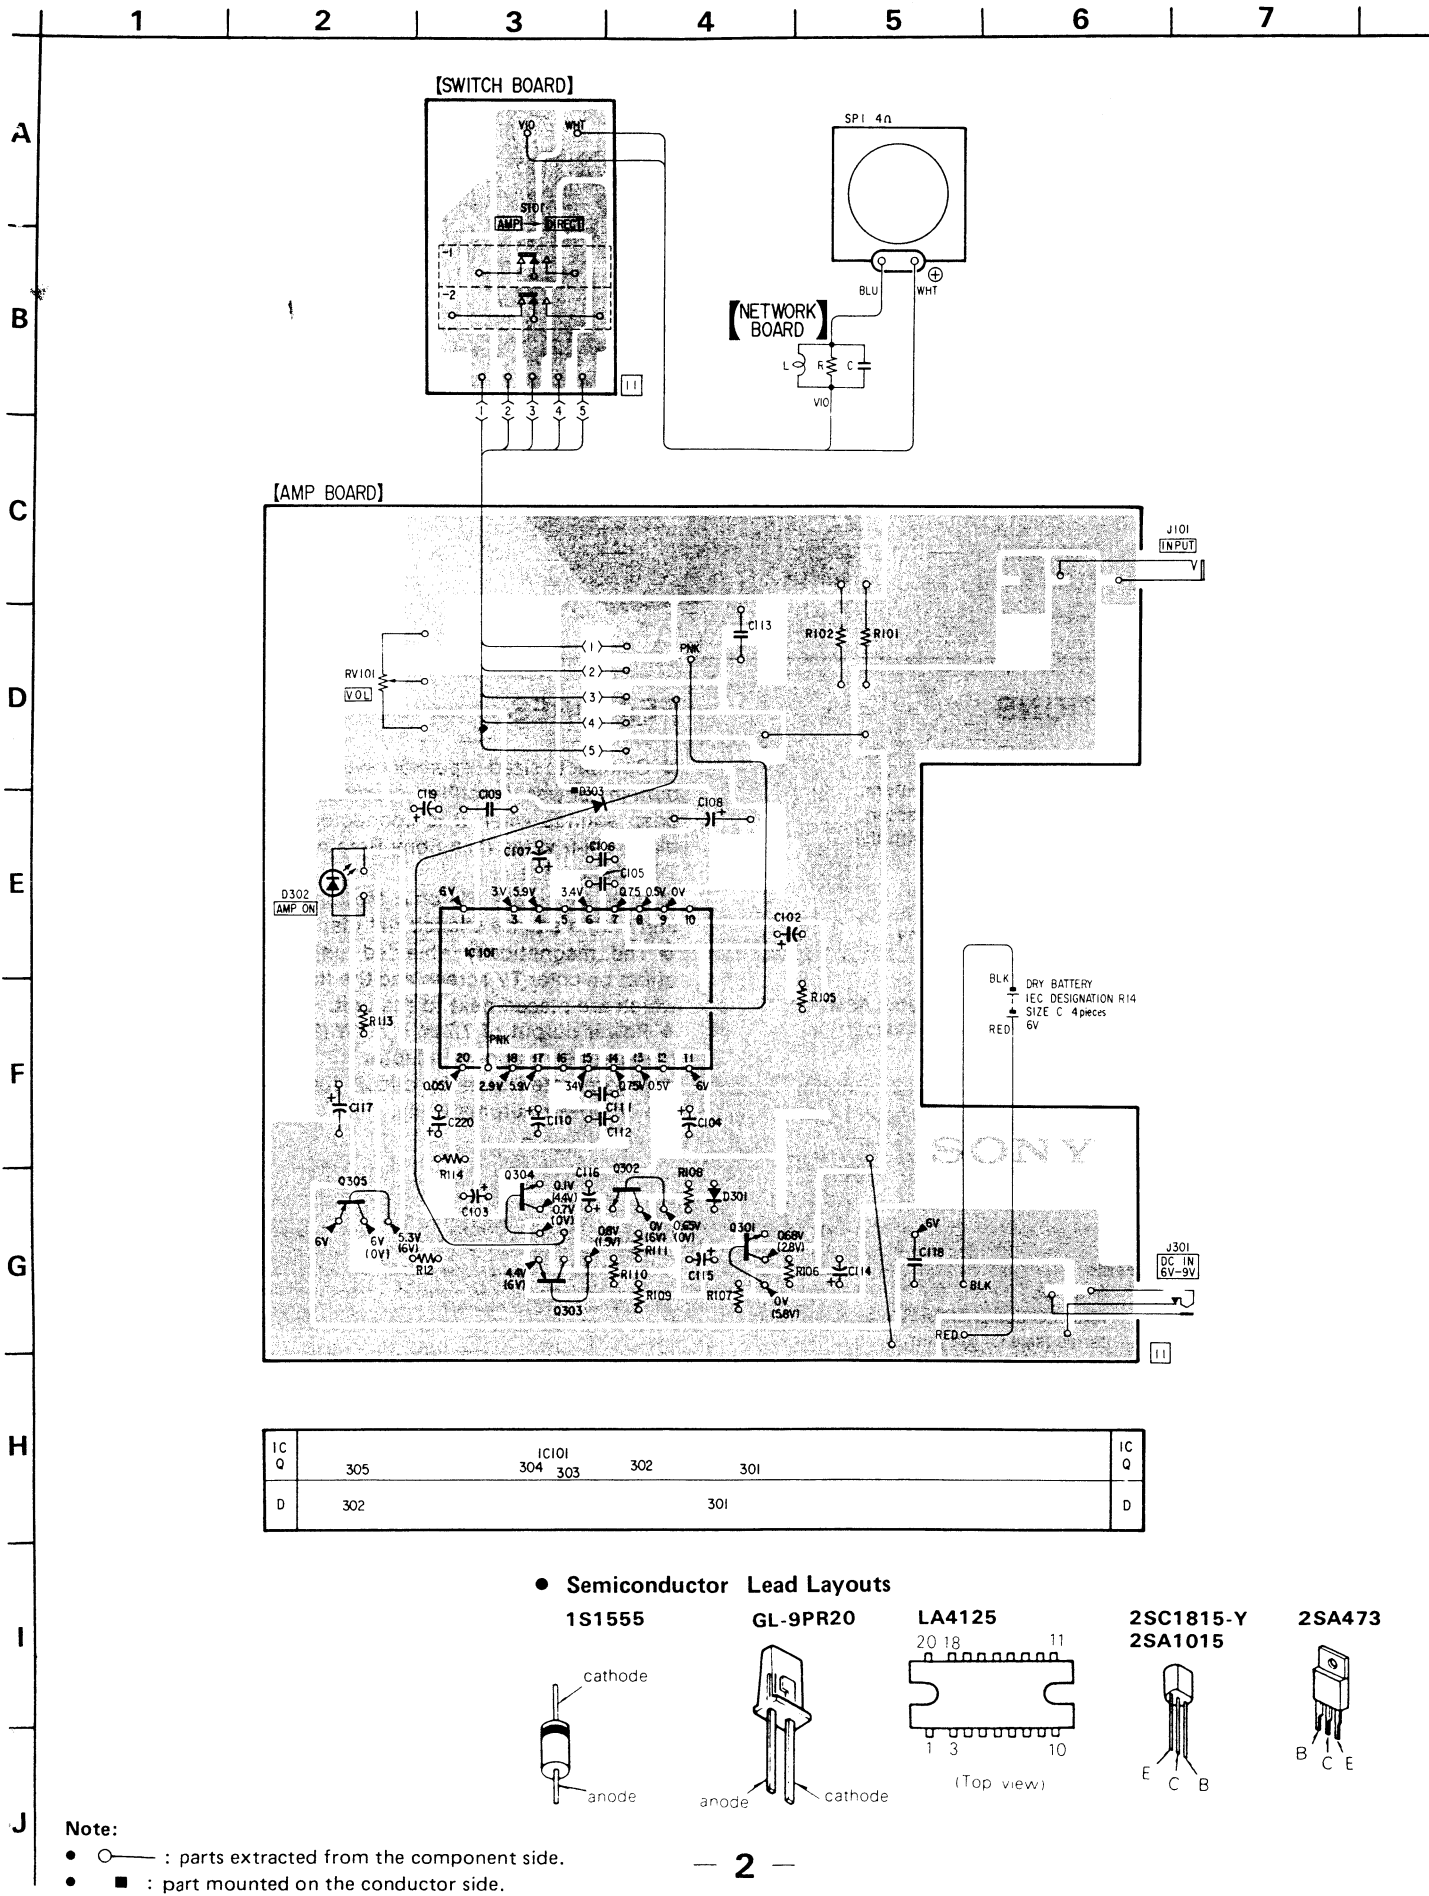 1 2 3 4 5 6 7
A
B
C
D
E
F
G
H
I
J
【SWITCH BOARD】
VIO WHT
S101
AMP DIRECT
-1
-2
11
1 2 3 4 5
SP1 4Ω
BLU ⊕ WHT
【NETWORK BOARD】
L R C
VIO
【AMP BOARD】
J101
INPUT
C113
R102 R101
PNK
(1)
(2)
(3)
(4)
(5)
RV101
VOL
■D303
C119 C109
C108
C107 C106
C105
D302
AMP ON
6V 3V 5.9V 3.4V 0.75 0.5V 0V
1 3 4 5 6 7 8 9 10
C102
IC101
R105
R113
PNK
20 18 17 16 15 14 13 12 11
0.05V 2.9V 5.9V 3.4V 0.75V 0.5V 6V
BLK
RED
DRY BATTERY
IEC DESIGNATION R14
SIZE C 4pieces
6V
C117
C220 C110 C111
C112
C104
SONY
R114
Q305
6V
6V
(0V)
5.3V
(6V)
C103
Q304
0.1V
(4.4V)
0.7V
(0V)
C116
Q302
R108
D301
0V
(6V)
0.65V
(0V)
R12
4.4V
(6V)
Q303
R111
R110
R109
C115
Q301
0.68V
(2.8V)
R107
0V
(5.8V)
R106
C114
6V
C118
BLK
RED
J301
DC IN
6V-9V
11
IC
Q
IC101
305 304 303 302 301
IC
Q
D
302 301
D
● Semiconductor Lead Layouts
1S1555
cathode
anode
GL-9PR20
anode cathode
LA4125
20 18 11
1 3 10
(Top view)
2SC1815-Y
2SA1015
E C B
2SA473
B C E
Note:
● : parts extracted from the component side.
● ■ : part mounted on the conductor side.
— 2 —